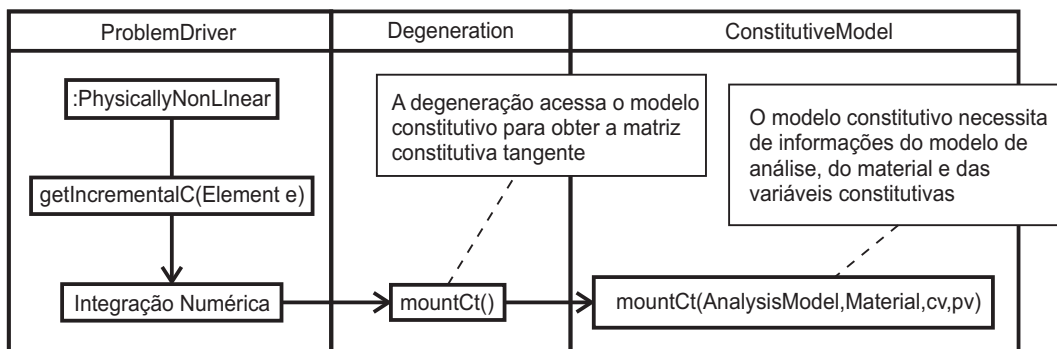 ProblemDriver
Degeneration
ConstitutiveModel
:PhysicallyNonLInear
getIncrementalC(Element e)
Integração Numérica
A degeneração acessa o modelo
constitutivo para obter a matriz
constitutiva tangente
mountCt()
O modelo constitutivo necessita
de informações do modelo de
análise, do material e das
variáveis constitutivas
mountCt(AnalysisModel,Material,cv,pv)